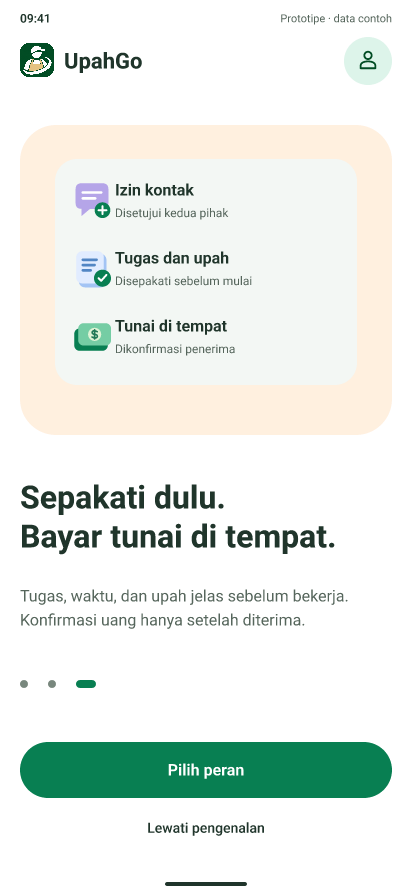 09:41
Prototipe · data contoh
UpahGo
Izin kontak
Disetujui kedua pihak
Tugas dan upah
Disepakati sebelum mulai
$
Tunai di tempat
Dikonfirmasi penerima
Sepakati dulu.
Bayar tunai di tempat.
Tugas, waktu, dan upah jelas sebelum bekerja.
Konfirmasi uang hanya setelah diterima.
Pilih peran
Lewati pengenalan